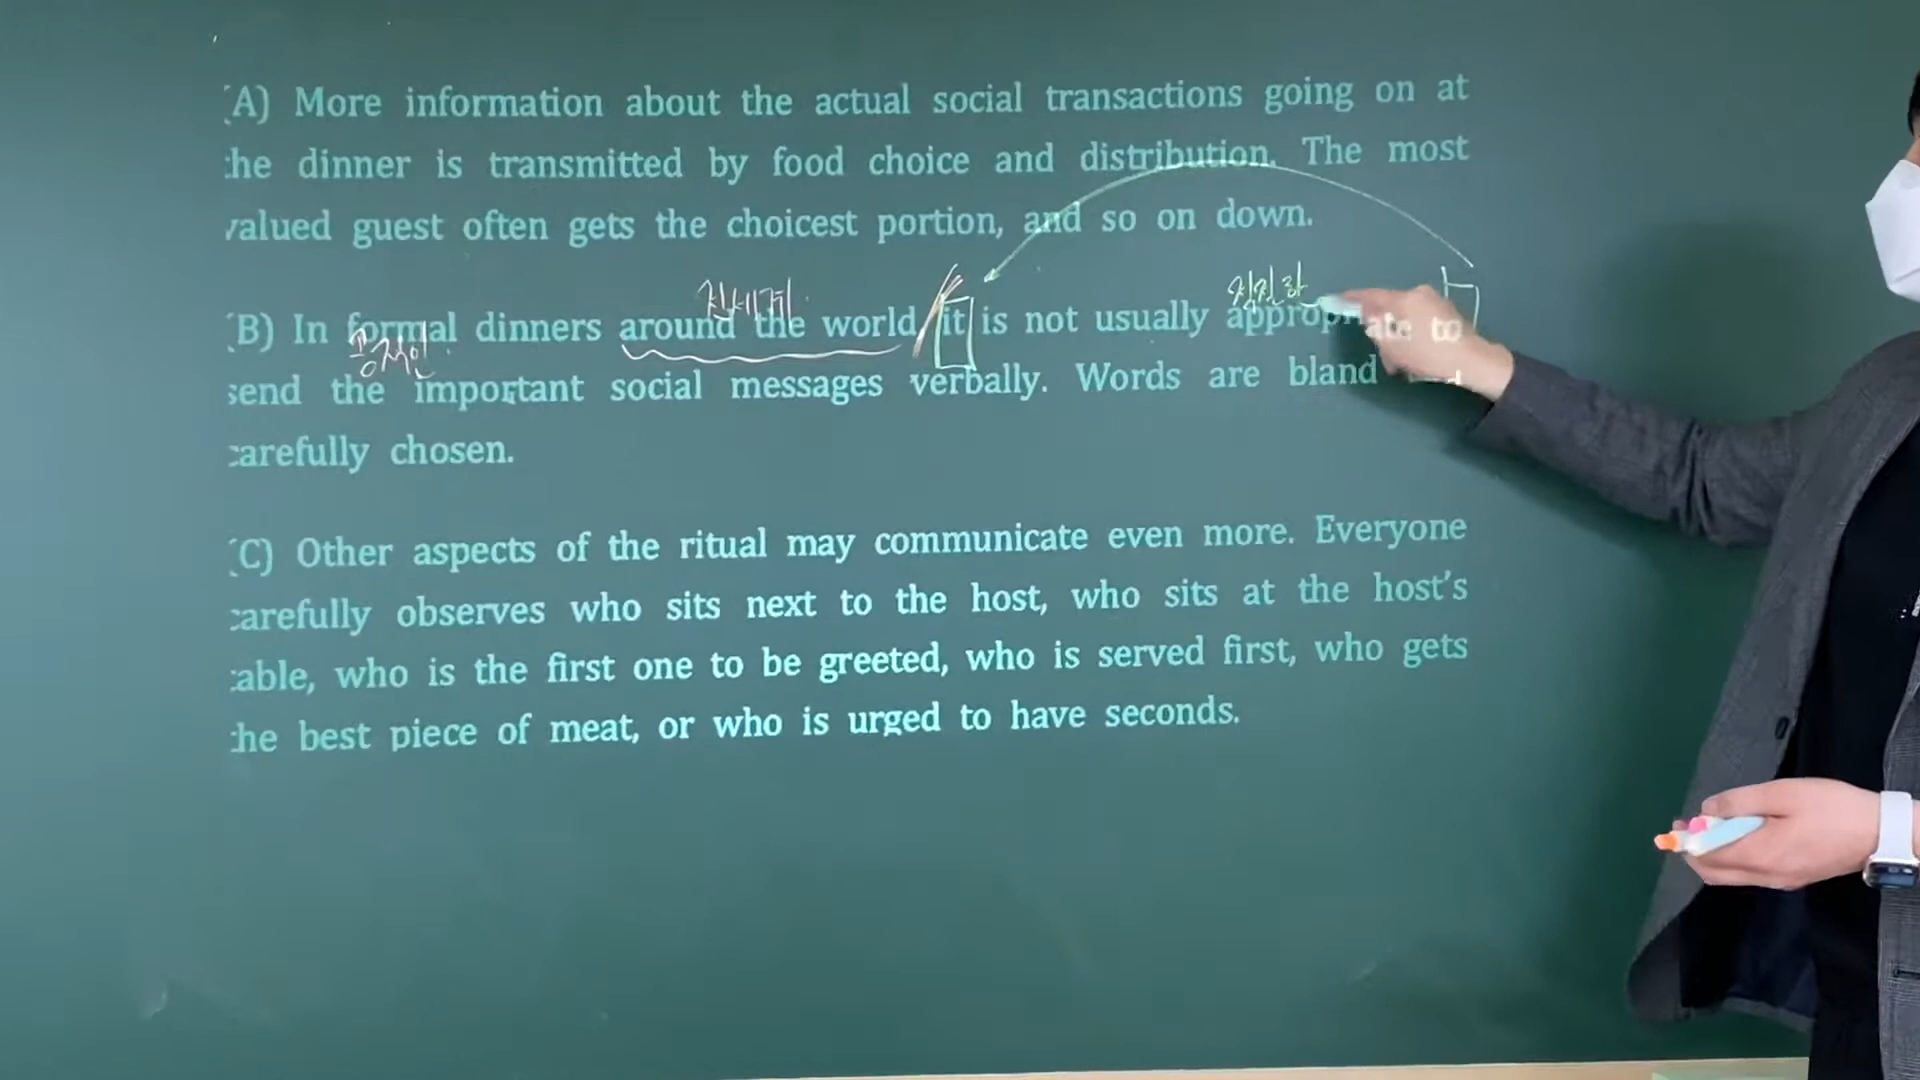 (A) More information about the actual social transactions going on at
the dinner is transmitted by food choice and distribution. The most
valued guest often gets the choicest portion, and so on down.
전세계
적절한
(B) In formal dinners around the world, it is not usually appropriate to
공적인
send the important social messages verbally. Words are bland and
carefully chosen.
(C) Other aspects of the ritual may communicate even more. Everyone
carefully observes who sits next to the host, who sits at the host's
table, who is the first one to be greeted, who is served first, who gets
the best piece of meat, or who is urged to have seconds.